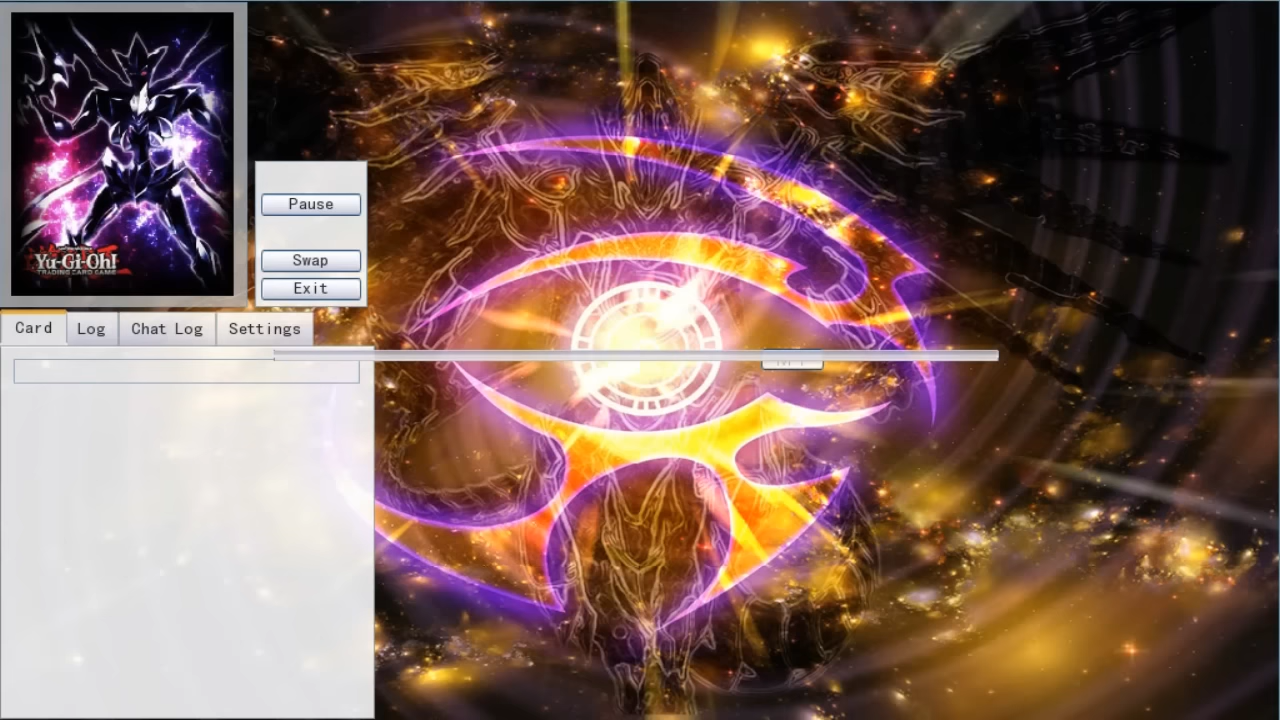 Yu-Gi-Oh!
TRADING CARD GAME
Pause
Swap
Exit
Card
Log
Chat Log
Settings